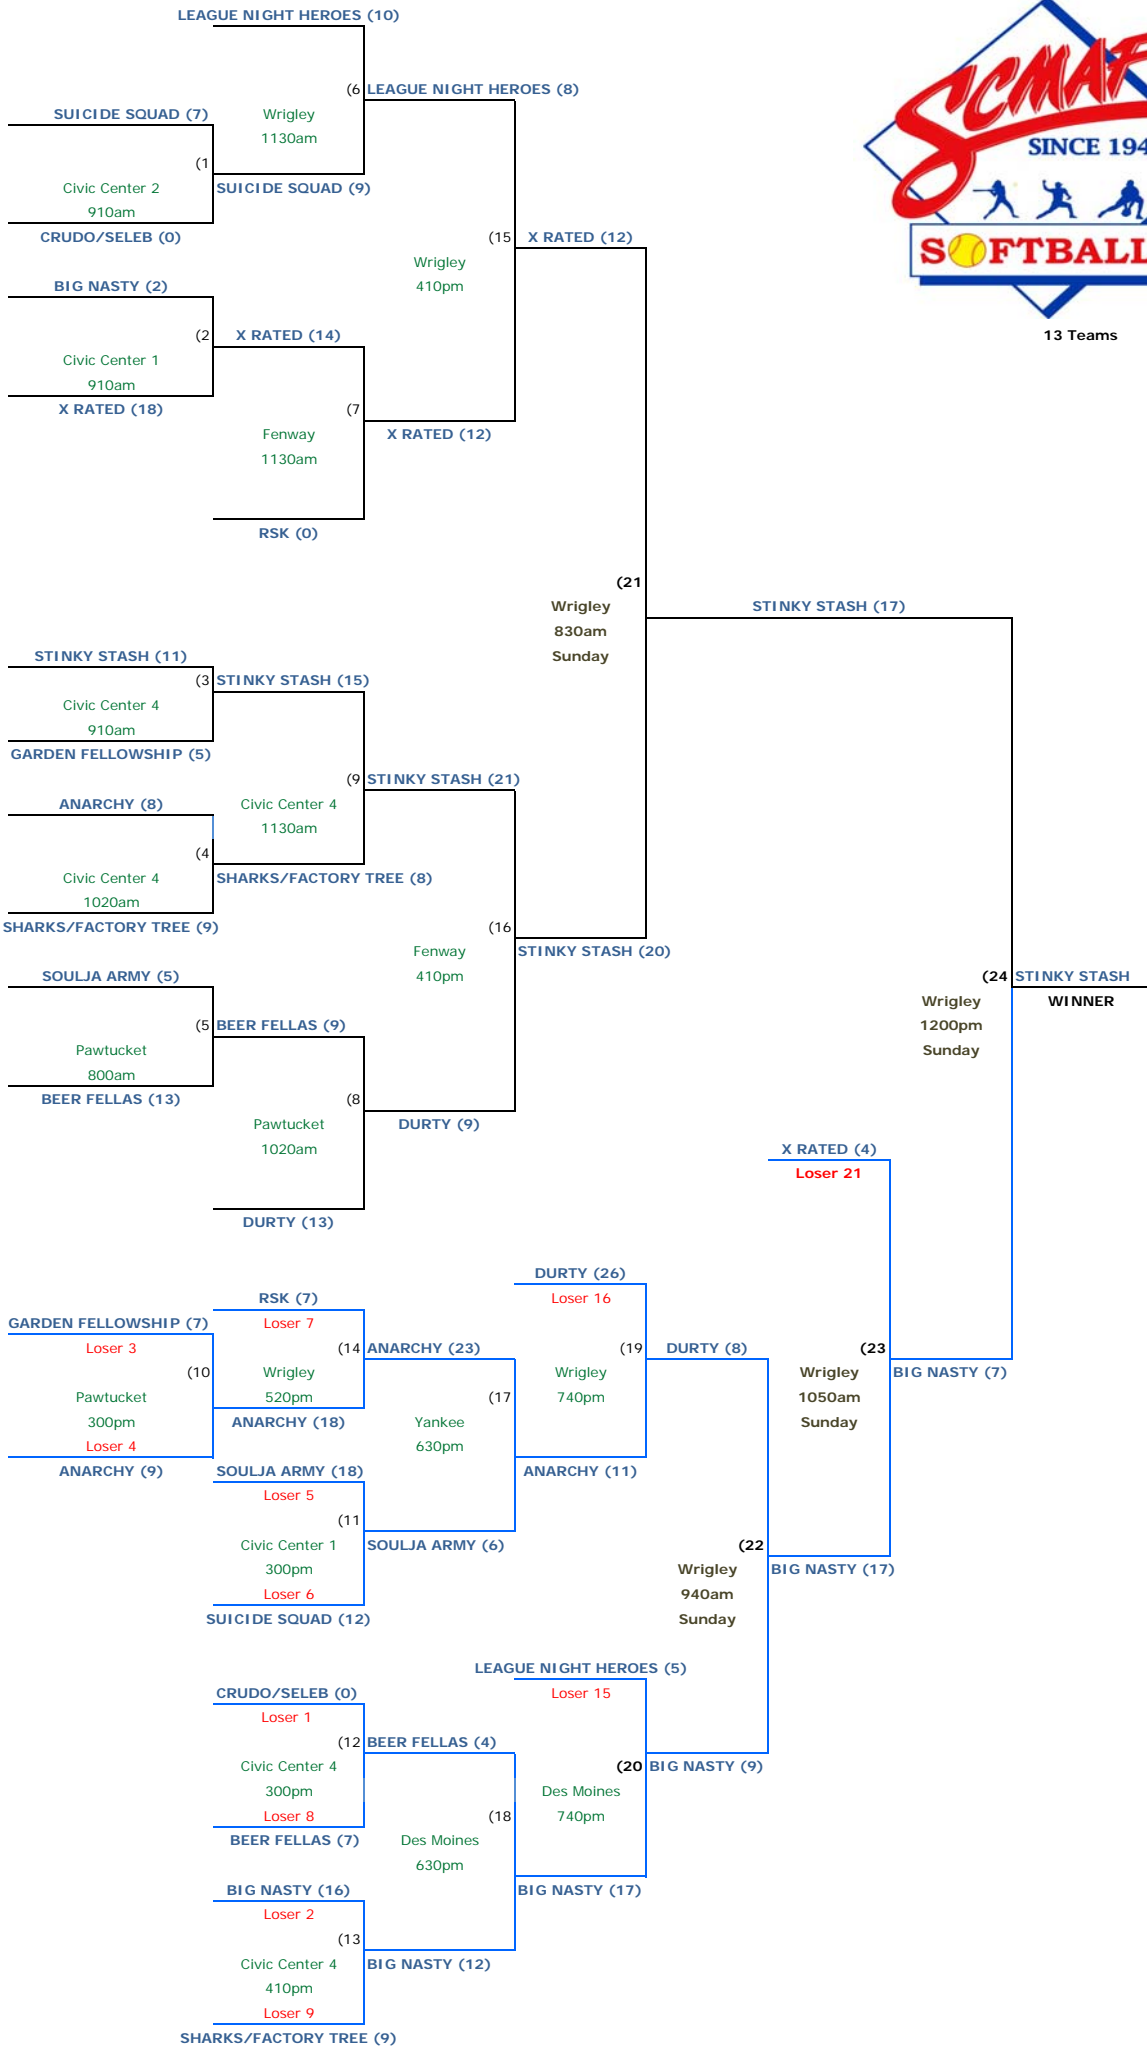 LEAGUE NIGHT HEROES (10)
(6
LEAGUE NIGHT HEROES (8)
Wrigley
1130am
SUICIDE SQUAD (7)
(1
Civic Center 2
910am
SUICIDE SQUAD (9)
CRUDO/SELEB (0)
SCMAF
SINCE 194
SOFTBALL
13 Teams
(15
X RATED (12)
Wrigley
410pm
BIG NASTY (2)
(2
X RATED (14)
Civic Center 1
910am
X RATED (18)
(7
Fenway
1130am
X RATED (12)
RSK (0)
(21
Wrigley
830am
Sunday
STINKY STASH (17)
STINKY STASH (11)
(3
STINKY STASH (15)
Civic Center 4
910am
GARDEN FELLOWSHIP (5)
(9
STINKY STASH (21)
ANARCHY (8)
Civic Center 4
1130am
(4
Civic Center 4
1020am
SHARKS/FACTORY TREE (8)
SHARKS/FACTORY TREE (9)
(16
Fenway
410pm
STINKY STASH (20)
SOULJA ARMY (5)
(24
STINKY STASH
WINNER
Wrigley
1200pm
Sunday
(5
BEER FELLAS (9)
Pawtucket
800am
BEER FELLAS (13)
(8
Pawtucket
1020am
DURTY (9)
X RATED (4)
Loser 21
DURTY (13)
DURTY (26)
Loser 16
RSK (7)
Loser 7
GARDEN FELLOWSHIP (7)
Loser 3
(14
ANARCHY (23)
(19
DURTY (8)
(23
Wrigley
1050am
Sunday
BIG NASTY (7)
(10
Wrigley
520pm
Wrigley
740pm
Pawtucket
300pm
Loser 4
ANARCHY (9)
ANARCHY (18)
(17
Yankee
630pm
ANARCHY (11)
SOULJA ARMY (18)
Loser 5
(11
Civic Center 1
300pm
Loser 6
SOULJA ARMY (6)
SUICIDE SQUAD (12)
(22
Wrigley
940am
Sunday
BIG NASTY (17)
LEAGUE NIGHT HEROES (5)
Loser 15
CRUDO/SELEB (0)
Loser 1
(12
BEER FELLAS (4)
Civic Center 4
300pm
Loser 8
BEER FELLAS (7)
(20
BIG NASTY (9)
Des Moines
740pm
(18
Des Moines
630pm
BIG NASTY (17)
BIG NASTY (16)
Loser 2
(13
Civic Center 4
410pm
Loser 9
BIG NASTY (12)
SHARKS/FACTORY TREE (9)